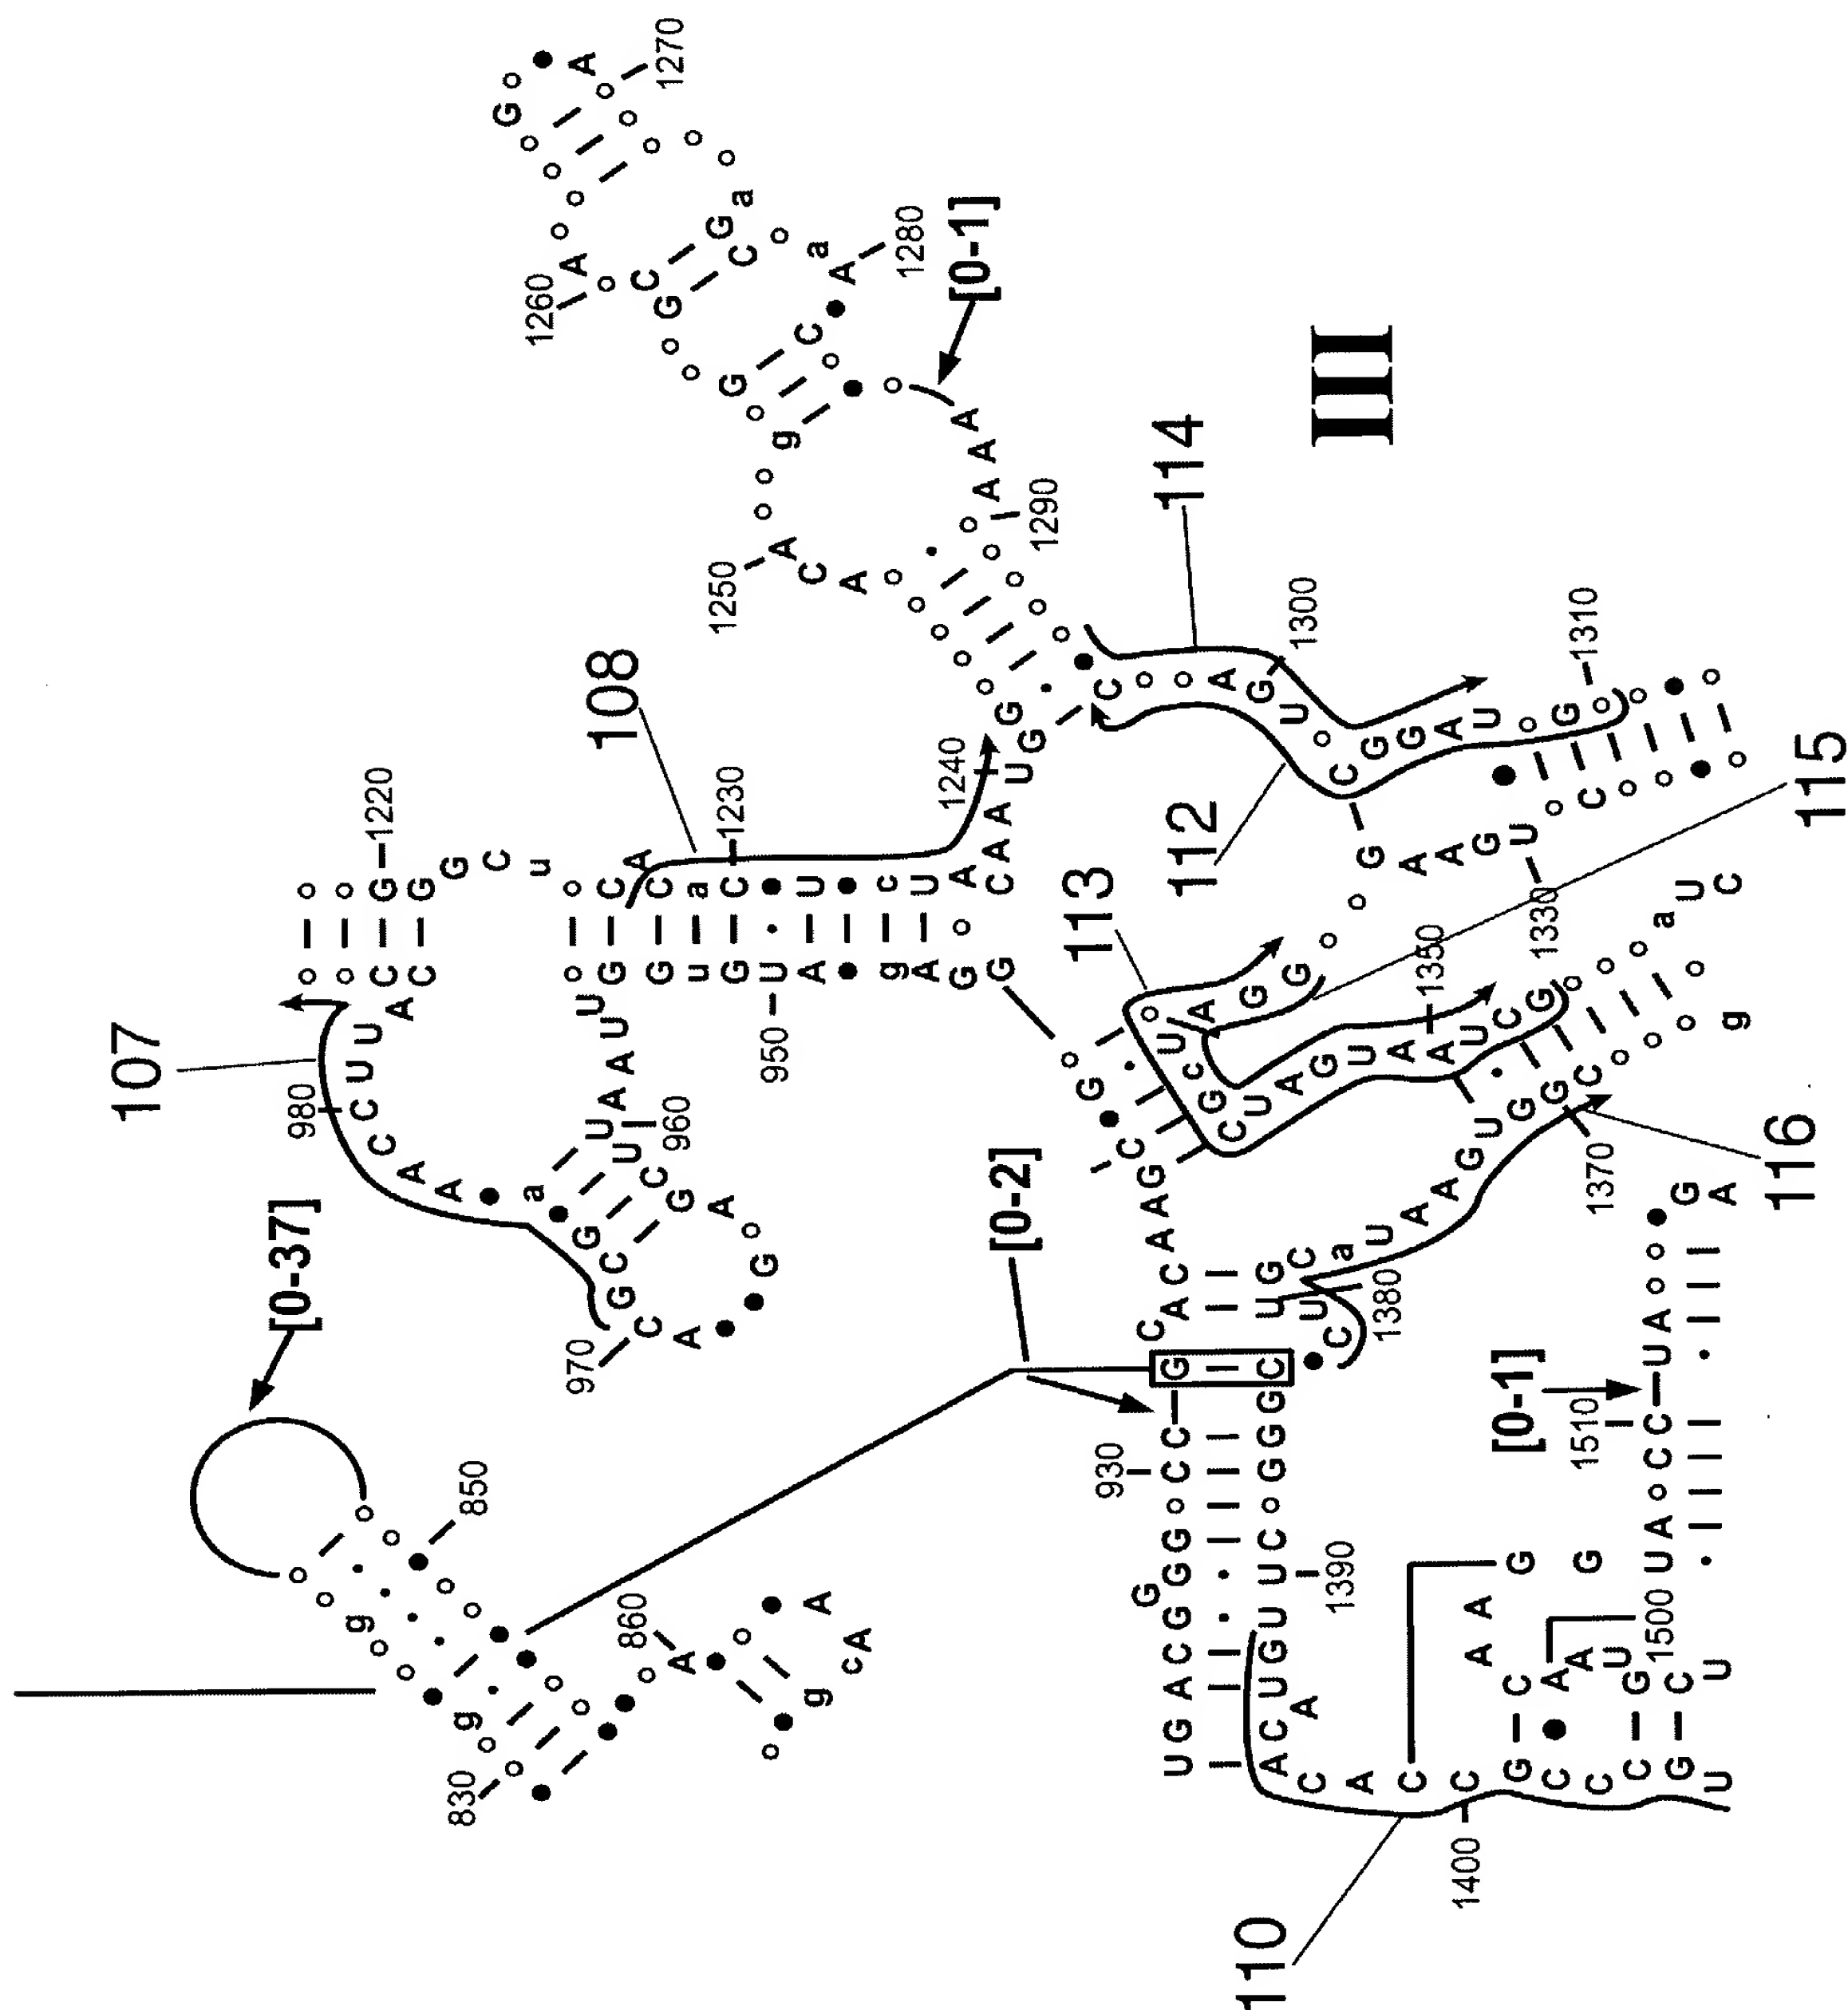 1270
G
A
1260
A
C G a
G C
1280
a
A
C
G
g
[0-1]
A
A
A
1290
1250
A
C
A
III
114
1300
1310
C A G U C G G A U G
112
115
1220
G G G C u C A C a C U c U A C A A U G G
1230
1240
108
107
980
C C A U U C C A A
a
U U A A U U G G u G U A g A G G
950
960
U C G A G
G C G C A
970
[0-37]
850
830
g
g
860
A
A
A
c
g
113
U A G G
c G C U A G U A A U C G
1350
G A A G U C
1330
a U C
g
116
1370
C G G U G A A U a C
1380
G C G A A C A C
[0-2]
G
C
930
U G A C G G G C C
G
A C U G U U C G G G
C
U G
U U C
1390
A
110
C A C C G C C C G U
1400
G
G
A
A
C A A U G C U
1500
U A C C U A
1510
[0-1]
G
A